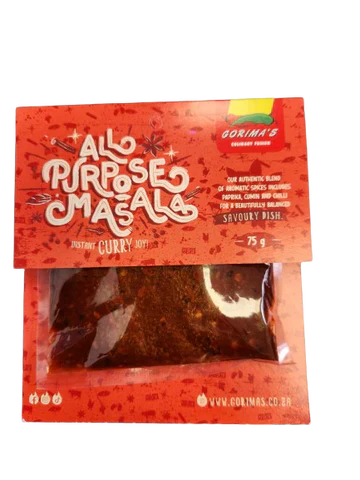 GORIMA'S
CULINARY FUSION
ALL
PURPOSE
MASALA
INSTANT CURRY JOY!
OUR AUTHENTIC BLEND
OF AROMATIC SPICES INCLUDES
PAPRIKA, CUMIN AND CHILLI
FOR A BEAUTIFULLY BALANCED
SAVOURY DISH.
75 g
WWW.GORIMAS.CO.ZA